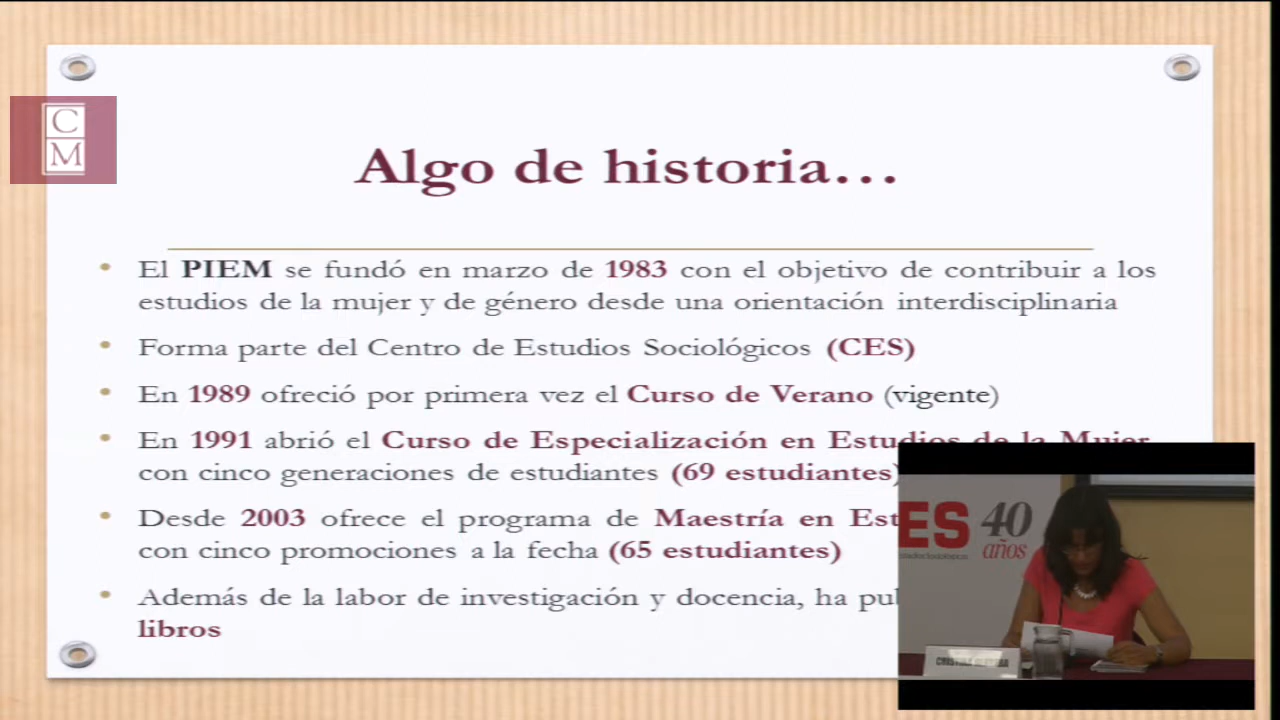 C
M
Algo de historia...
• El PIEM se fundó en marzo de 1983 con el objetivo de contribuir a los
estudios de la mujer y de género desde una orientación interdisciplinaria
• Forma parte del Centro de Estudios Sociológicos (CES)
• En 1989 ofreció por primera vez el Curso de Verano (vigente)
• En 1991 abrió el Curso de Especialización en Estudios de la Mujer
con cinco generaciones de estudiantes (69 estudiantes)
• Desde 2003 ofrece el programa de Maestría en Est
con cinco promociones a la fecha (65 estudiantes)
• Además de la labor de investigación y docencia, ha pub
libros
ES 40
años